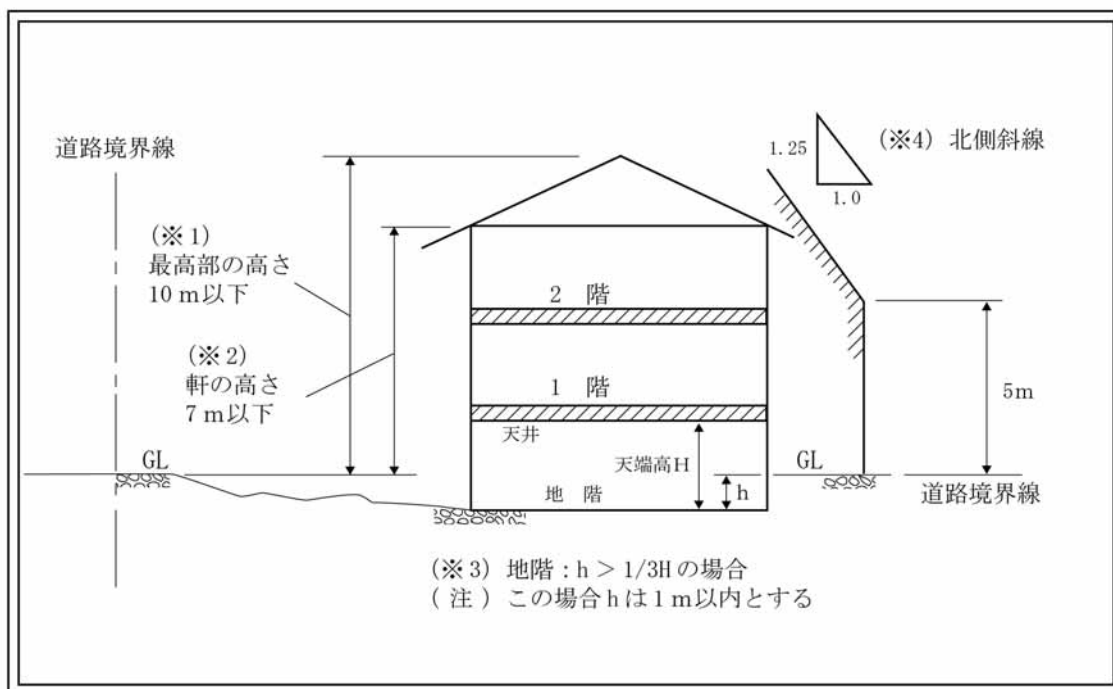 道路境界線
(※4) 北側斜線
1.25
1.0
(※1)
最高部の高さ
10m以下
2 階
(※2)
軒の高さ
7m以下
1 階
5m
天井
天端高H
GL
GL
h
地 階
道路境界線
(※3) 地階:h > 1/3Hの場合
(注) この場合hは1m以内とする